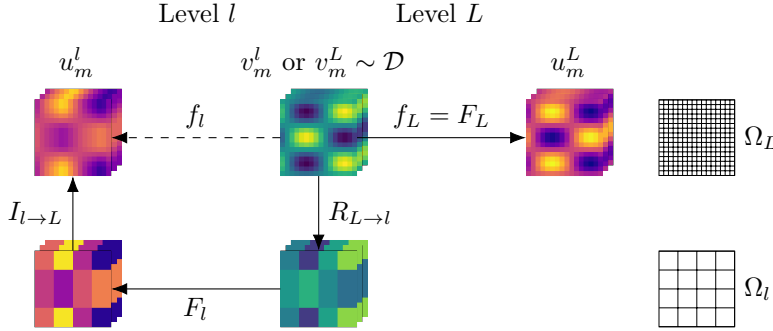 Level l Level L
u_m^l v_m^l or v_m^L ∼ 𝒟 u_m^L
f_l f_L = F_L Ω_L
I_{l→L} R_{L→l}
F_l Ω_l